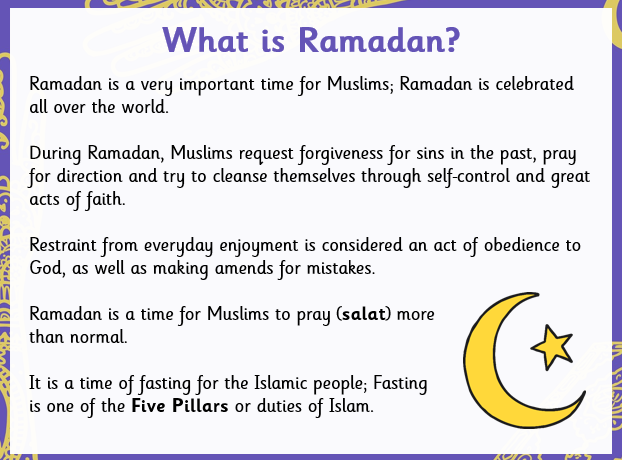 What is Ramadan?
Ramadan is a very important time for Muslims; Ramadan is celebrated
all over the world.
During Ramadan, Muslims request forgiveness for sins in the past, pray
for direction and try to cleanse themselves through self-control and great
acts of faith.
Restraint from everyday enjoyment is considered an act of obedience to
God, as well as making amends for mistakes.
Ramadan is a time for Muslims to pray (salat) more
than normal.
It is a time of fasting for the Islamic people; Fasting
is one of the Five Pillars or duties of Islam.